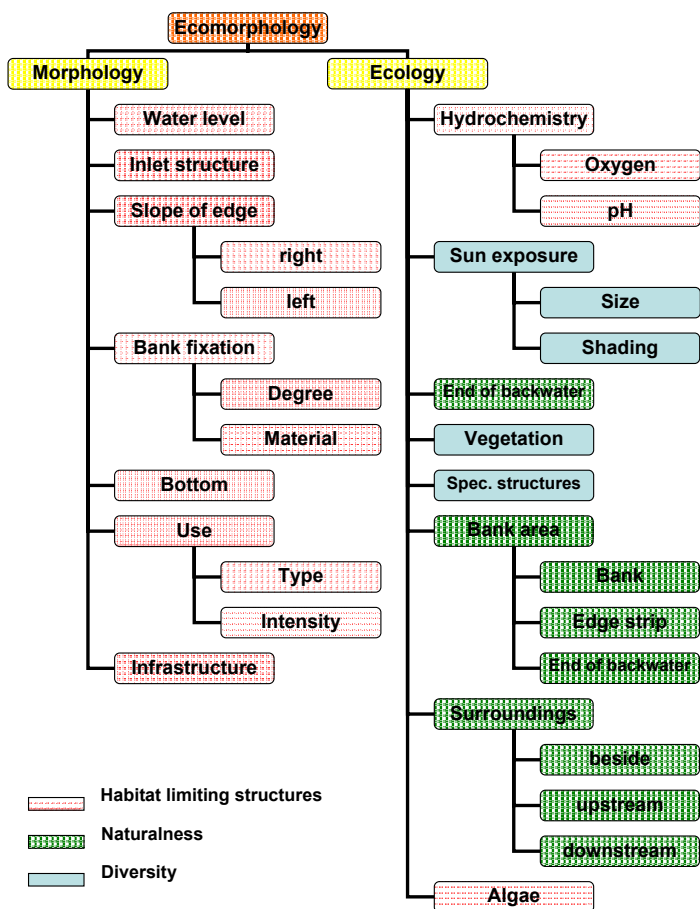 Ecomorphology
Morphology
Water level
Inlet structure
Slope of edge
right
left
Bank fixation
Degree
Material
Bottom
Use
Type
Intensity
Infrastructure
Ecology
Hydrochemistry
Oxygen
pH
Sun exposure
Size
Shading
End of backwater
Vegetation
Spec. structures
Bank area
Bank
Edge strip
End of backwater
Surroundings
beside
upstream
downstream
Algae
Habitat limiting structures
Naturalness
Diversity